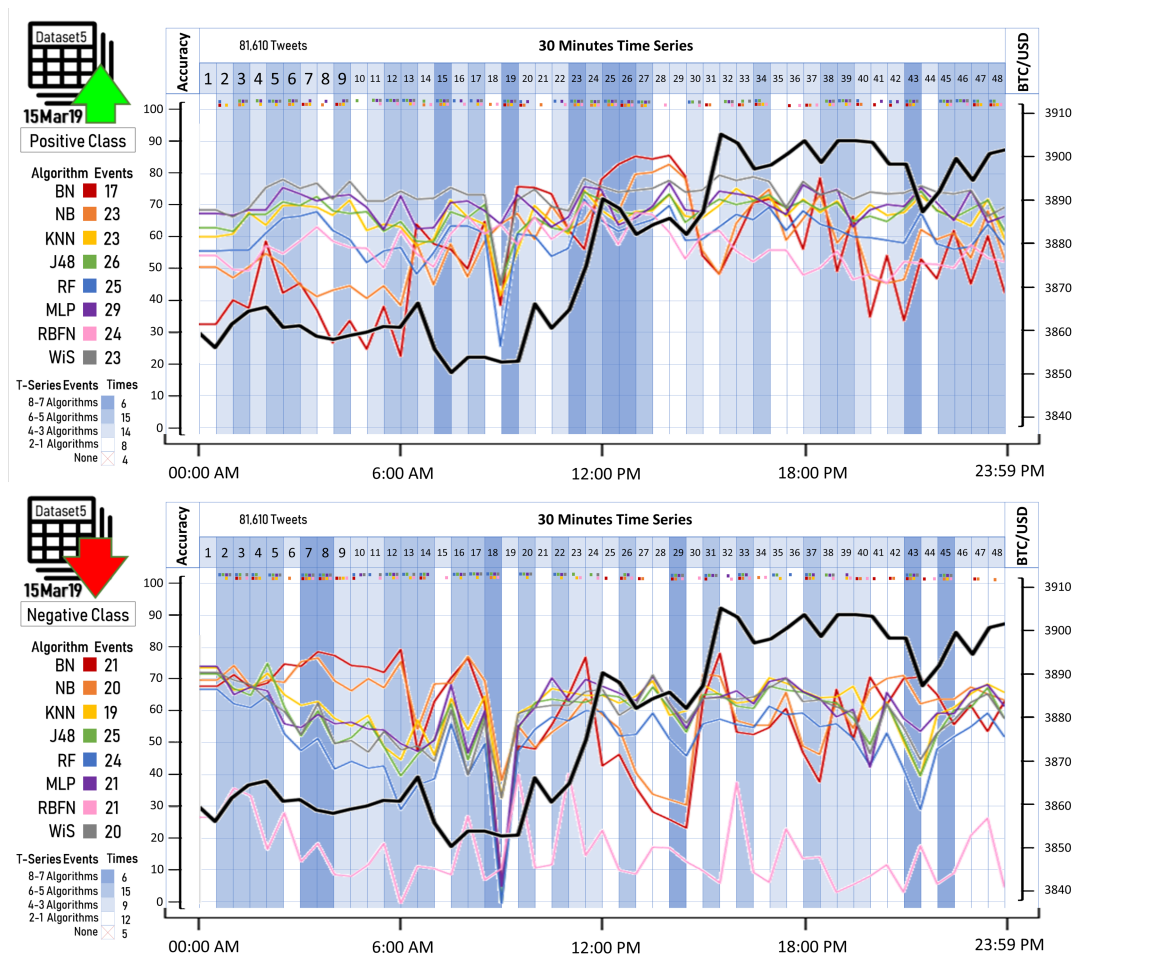 Dataset5
15Mar19
Positive Class
Algorithm Events
BN 17
NB 23
KNN 23
J48 26
RF 25
MLP 29
RBFN 24
WiS 23
T-Series Events Times
8-7 Algorithms 6
6-5 Algorithms 15
4-3 Algorithms 14
2-1 Algorithms 8
None 4
Accuracy
81,610 Tweets
30 Minutes Time Series
BTC/USD
1 2 3 4 5 6 7 8 9 10 11 12 13 14 15 16 17 18 19 20 21 22 23 24 25 26 27 28 29 30 31 32 33 34 35 36 37 38 39 40 41 42 43 44 45 46 47 48
100
90
80
70
60
50
40
30
20
10
0
3910
3900
3890
3880
3870
3860
3850
3840
00:00 AM 6:00 AM 12:00 PM 18:00 PM 23:59 PM
Dataset5
15Mar19
Negative Class
Algorithm Events
BN 21
NB 20
KNN 19
J48 25
RF 24
MLP 21
RBFN 21
WiS 20
T-Series Events Times
8-7 Algorithms 6
6-5 Algorithms 15
4-3 Algorithms 9
2-1 Algorithms 12
None 5
Accuracy
81,610 Tweets
30 Minutes Time Series
BTC/USD
1 2 3 4 5 6 7 8 9 10 11 12 13 14 15 16 17 18 19 20 21 22 23 24 25 26 27 28 29 30 31 32 33 34 35 36 37 38 39 40 41 42 43 44 45 46 47 48
100
90
80
70
60
50
40
30
20
10
0
3910
3900
3890
3880
3870
3860
3850
3840
00:00 AM 6:00 AM 12:00 PM 18:00 PM 23:59 PM